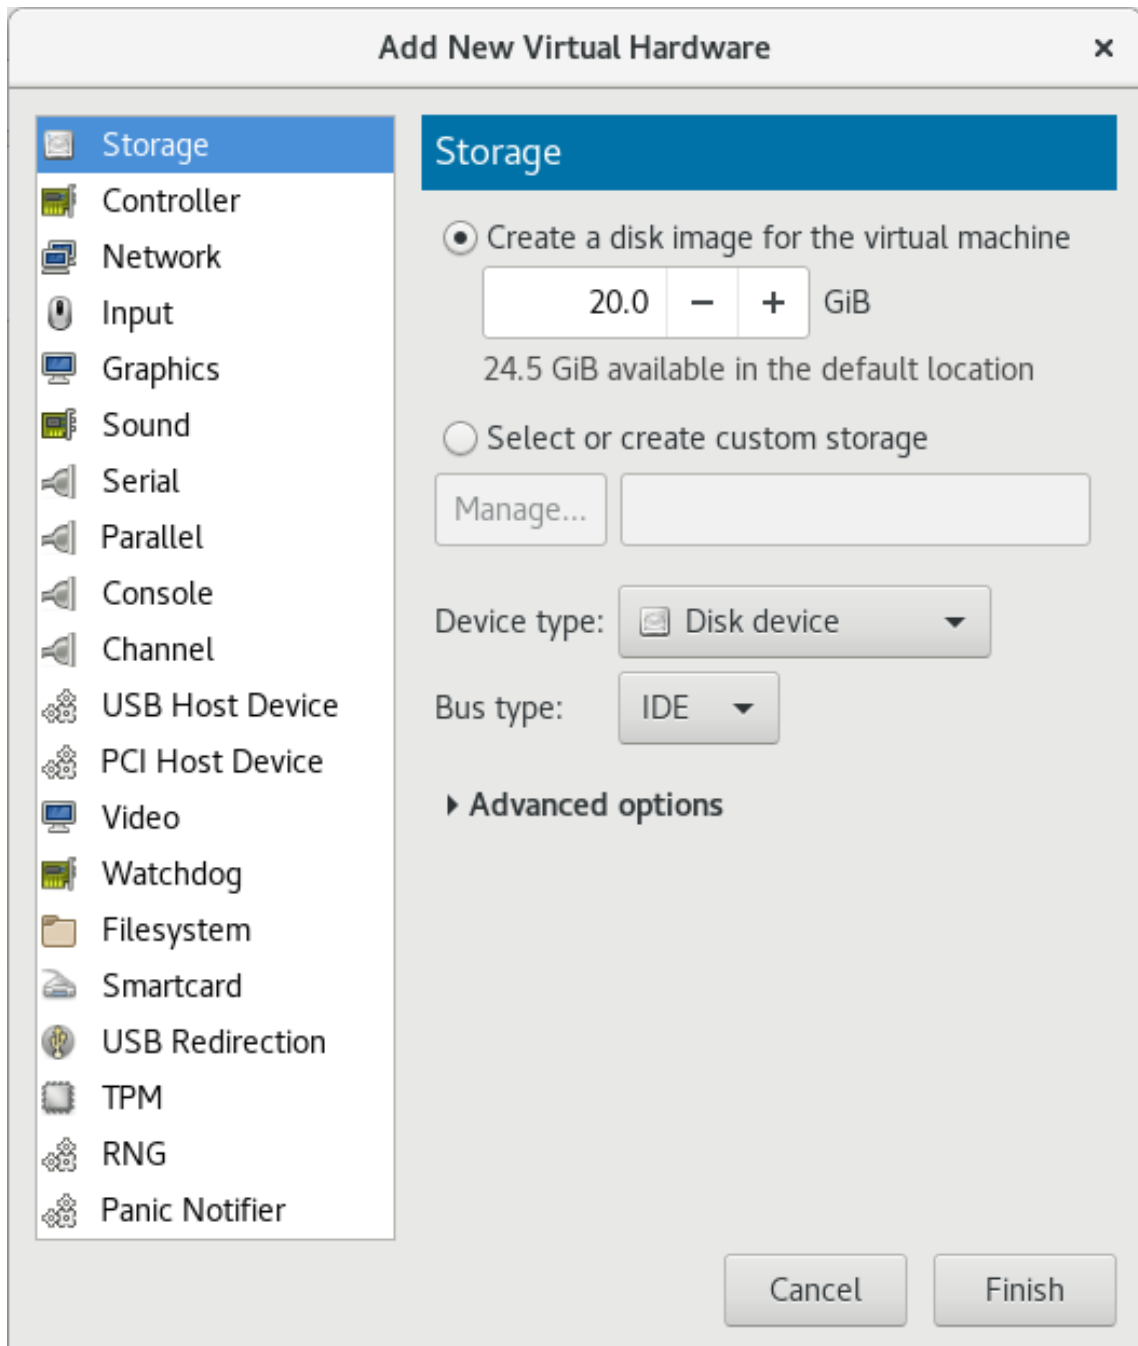 Add New Virtual Hardware
Storage
Controller
Network
Input
Graphics
Sound
Serial
Parallel
Console
Channel
USB Host Device
PCI Host Device
Video
Watchdog
Filesystem
Smartcard
USB Redirection
TPM
RNG
Panic Notifier
Storage
Create a disk image for the virtual machine
20.0 − + GiB
24.5 GiB available in the default location
Select or create custom storage
Manage...
Device type: Disk device
Bus type: IDE
Advanced options
Cancel Finish